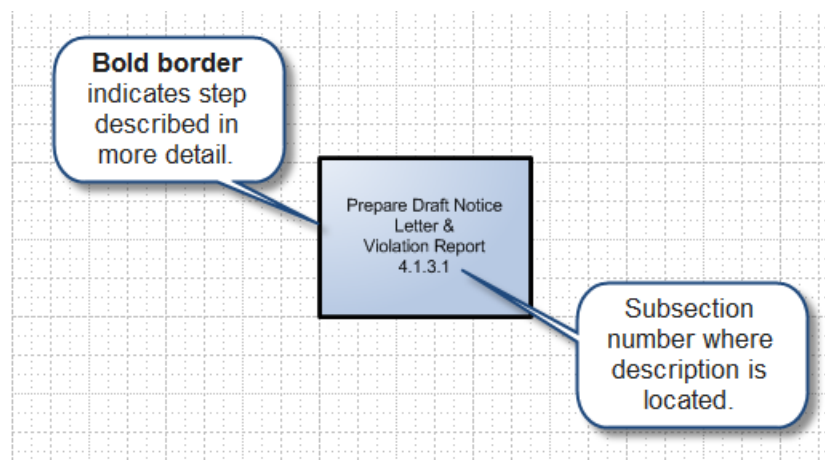 Bold border
indicates step
described in
more detail.
Prepare Draft Notice
Letter &
Violation Report
4.1.3.1
Subsection
number where
description is
located.